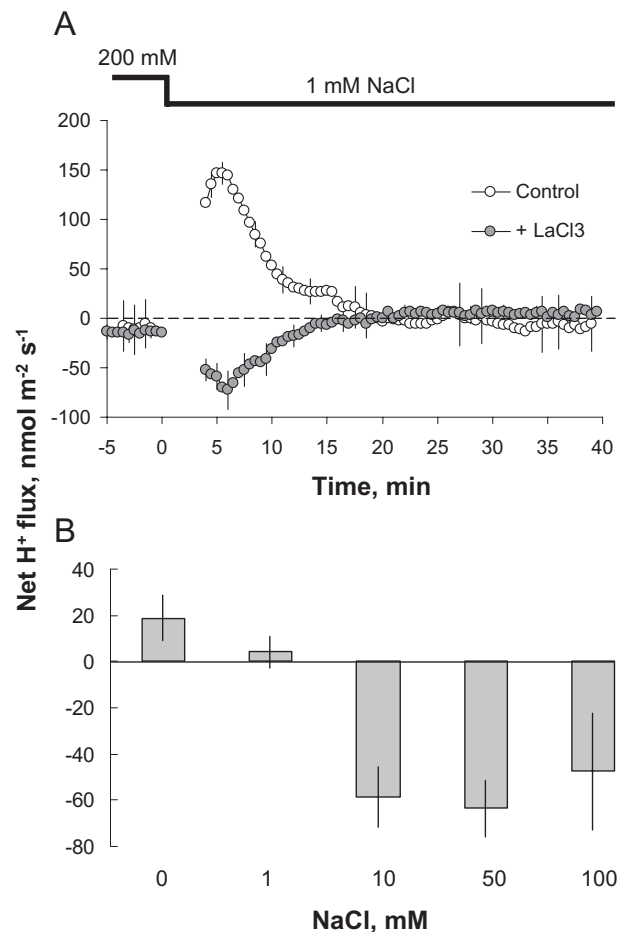 A
200 mM
1 mM NaCl
200
150
100
50
0
-50
-100
Control
+ LaCl3
-5 0 5 10 15 20 25 30 35 40
Time, min
Net H⁺ flux, nmol m⁻² s⁻¹
B
40
20
0
-20
-40
-60
-80
0 1 10 50 100
NaCl, mM